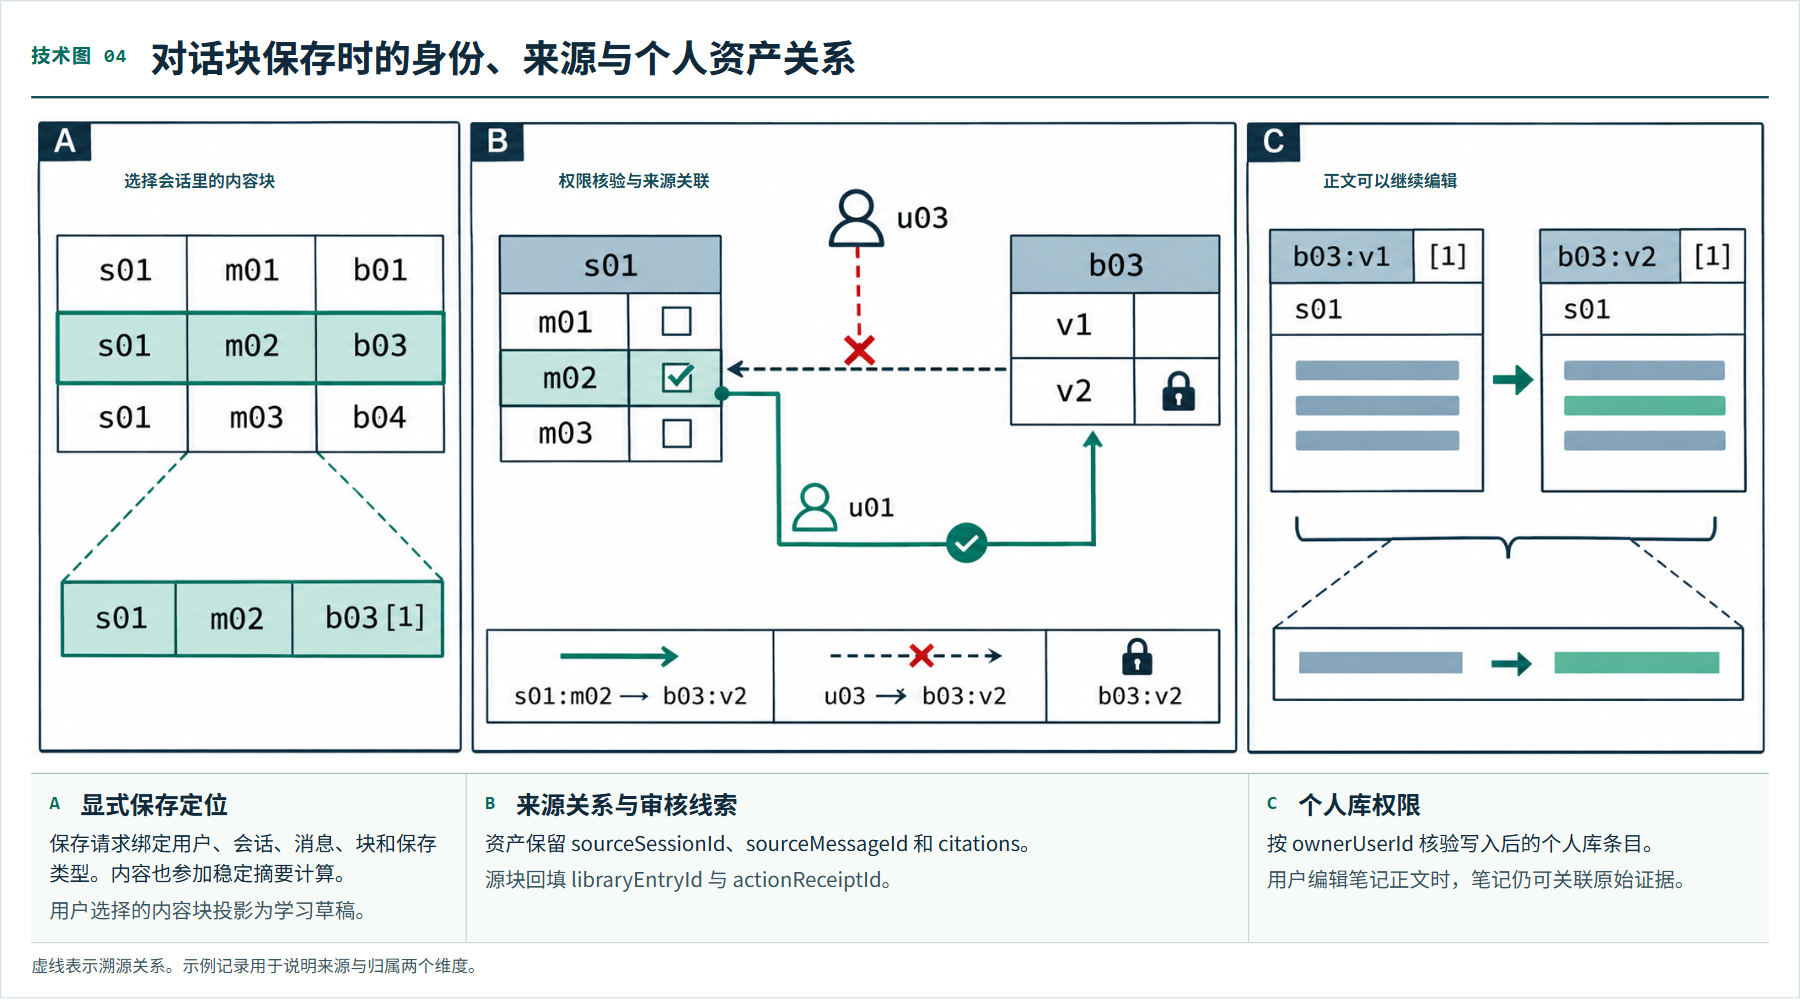 技术图 04 对话块保存时的身份、来源与个人资产关系
A
选择会话里的内容块
s01 m01 b01
s01 m02 b03
s01 m03 b04
s01 m02 b03[1]
B
权限核验与来源关联
u03
s01
m01
m02
m03
b03
v1
v2
u01
s01:m02 → b03:v2
u03 ↛ b03:v2
b03:v2
C
正文可以继续编辑
b03:v1 [1]
s01
b03:v2 [1]
s01
A 显式保存定位
保存请求绑定用户、会话、消息、块和保存
类型。内容也参加稳定摘要计算。
用户选择的内容块投影为学习草稿。
B 来源关系与审核线索
资产保留 sourceSessionId、sourceMessageId 和 citations。
源块回填 libraryEntryId 与 actionReceiptId。
C 个人库权限
按 ownerUserId 核验写入后的个人库条目。
用户编辑笔记正文时，笔记仍可关联原始证据。
虚线表示溯源关系。示例记录用于说明来源与归属两个维度。